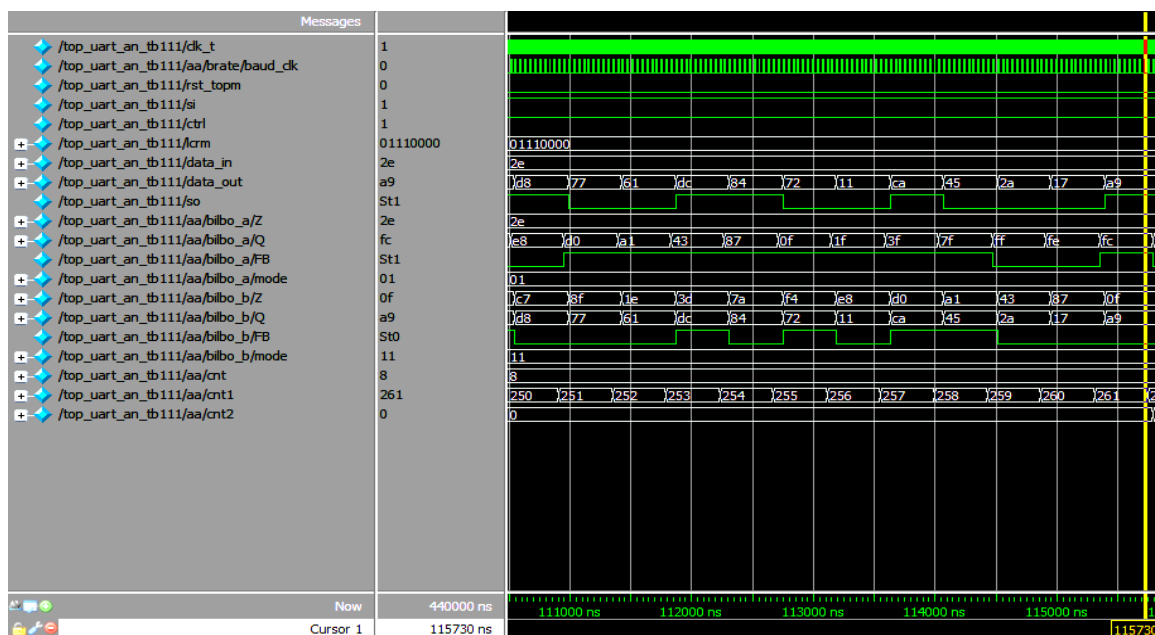 Messages
/top_uart_an_tb111/clk_t 1
/top_uart_an_tb111/aa/brate/baud_clk 0
/top_uart_an_tb111/rst_topm 0
/top_uart_an_tb111/si 1
/top_uart_an_tb111/ctrl 1
/top_uart_an_tb111/lcrm 01110000 01110000
/top_uart_an_tb111/data_in 2e 2e
/top_uart_an_tb111/data_out a9 d8 77 61 dc 84 72 11 ca 45 2a 17 a9
/top_uart_an_tb111/so St1
/top_uart_an_tb111/aa/bilbo_a/Z 2e 2e
/top_uart_an_tb111/aa/bilbo_a/Q fc e8 d0 a1 43 87 0f 1f 3f 7f ff fe fc
/top_uart_an_tb111/aa/bilbo_a/FB St1
/top_uart_an_tb111/aa/bilbo_a/mode 01 01
/top_uart_an_tb111/aa/bilbo_b/Z 0f c7 8f 1e 3d 7a f4 e8 d0 a1 43 87 0f
/top_uart_an_tb111/aa/bilbo_b/Q a9 d8 77 61 dc 84 72 11 ca 45 2a 17 a9
/top_uart_an_tb111/aa/bilbo_b/FB St0
/top_uart_an_tb111/aa/bilbo_b/mode 11 11
/top_uart_an_tb111/aa/cnt 8 8
/top_uart_an_tb111/aa/cnt1 261 250 251 252 253 254 255 256 257 258 259 260 261
/top_uart_an_tb111/aa/cnt2 0 0
Now 440000 ns 111000 ns 112000 ns 113000 ns 114000 ns 115000 ns
Cursor 1 115730 ns 115730